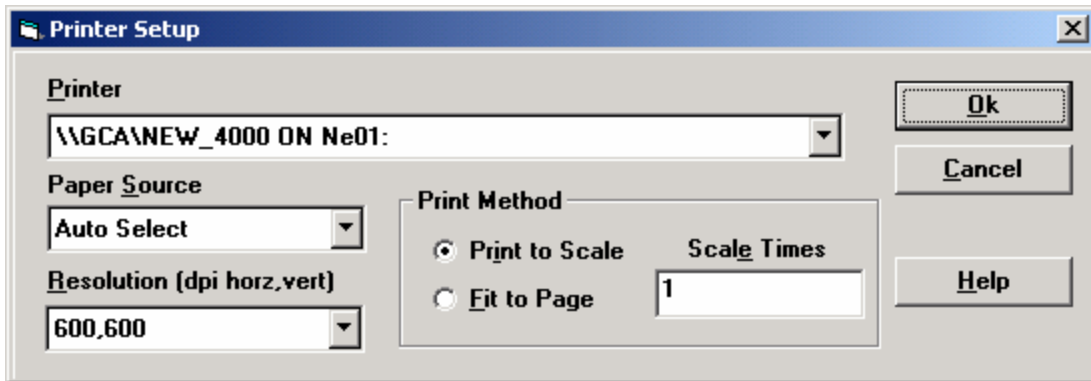 Printer Setup
Printer
\\GCA\NEW_4000 ON Ne01:
Ok
Cancel
Paper Source
Auto Select
Print Method
Print to Scale
Scale Times
1
Fit to Page
Resolution (dpi horz,vert)
600,600
Help